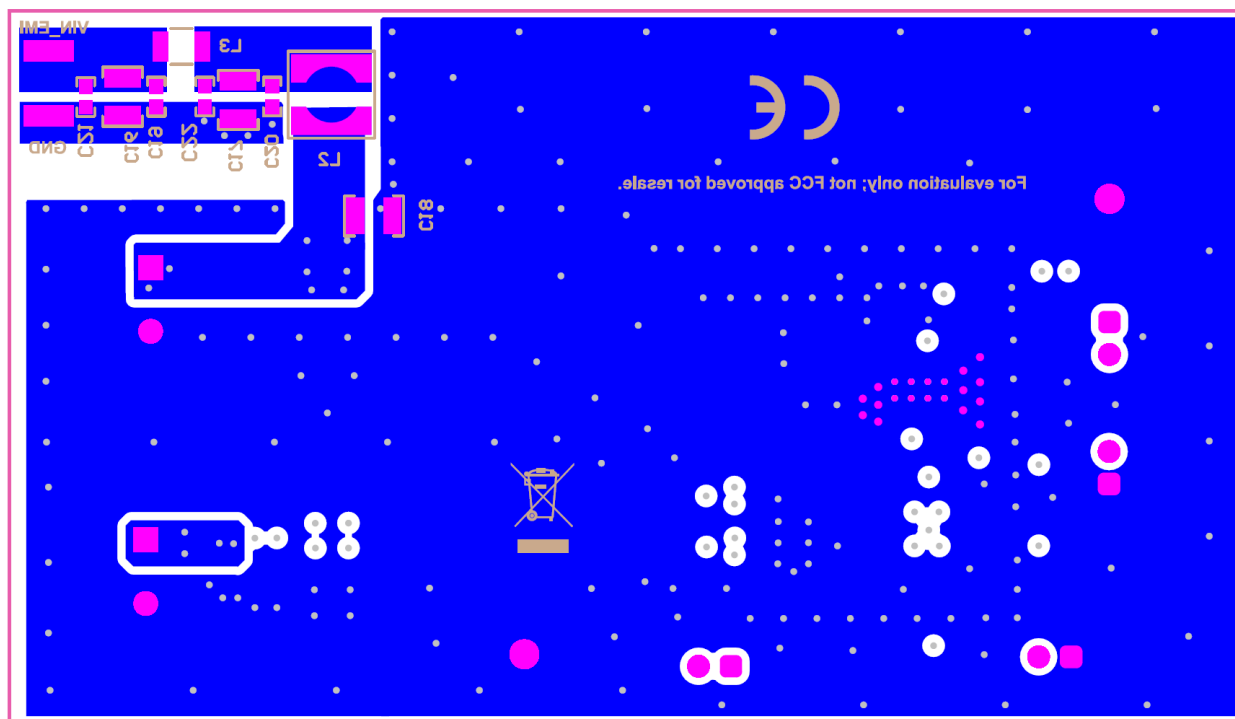 VIN_EMI
L3
GND
C21
C16
C19
C22
C17
C20
L2
C18
CE
For evaluation only; not FCC approved for resale.